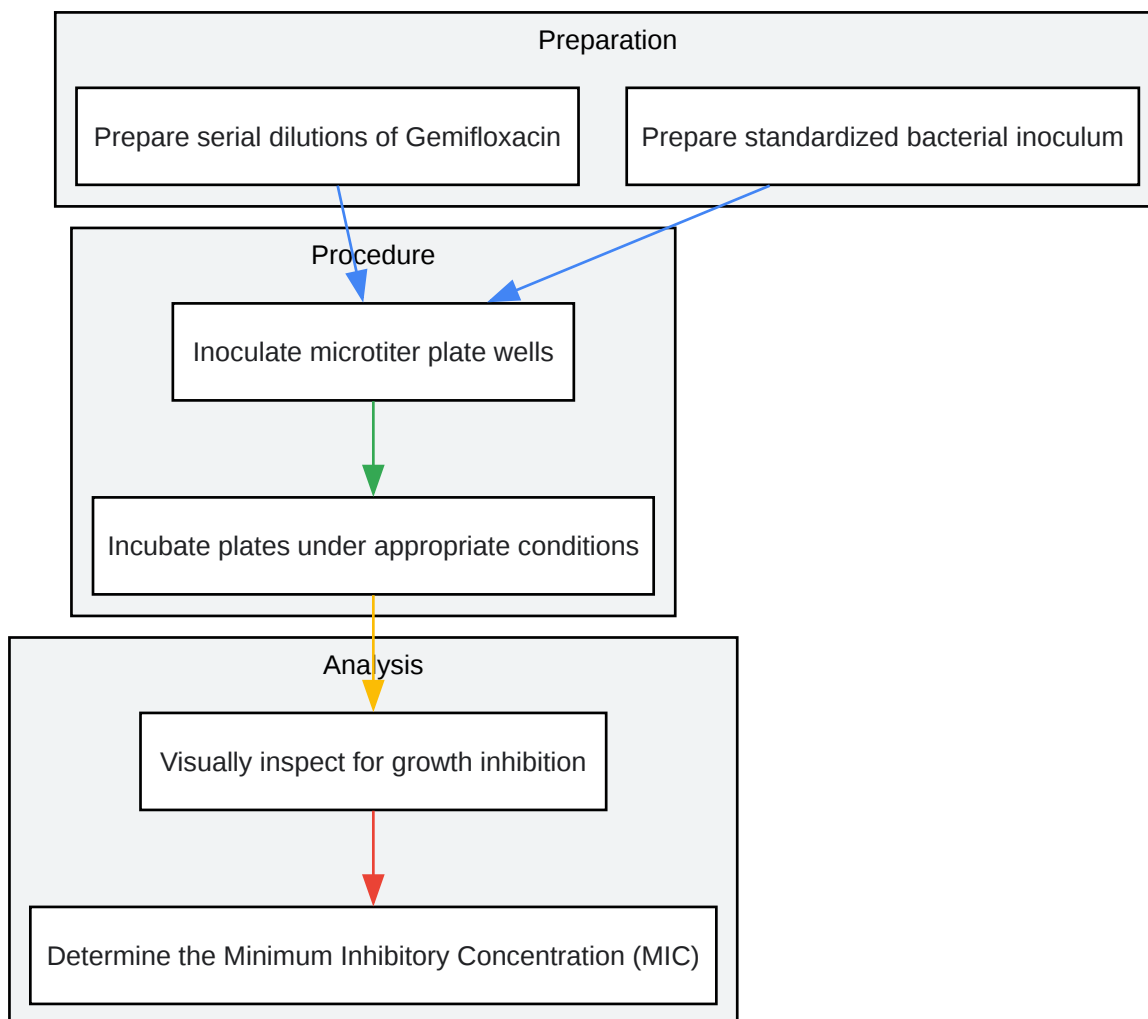 Preparation
Prepare serial dilutions of Gemifloxacin
Prepare standardized bacterial inoculum
Procedure
Inoculate microtiter plate wells
Incubate plates under appropriate conditions
Analysis
Visually inspect for growth inhibition
Determine the Minimum Inhibitory Concentration (MIC)